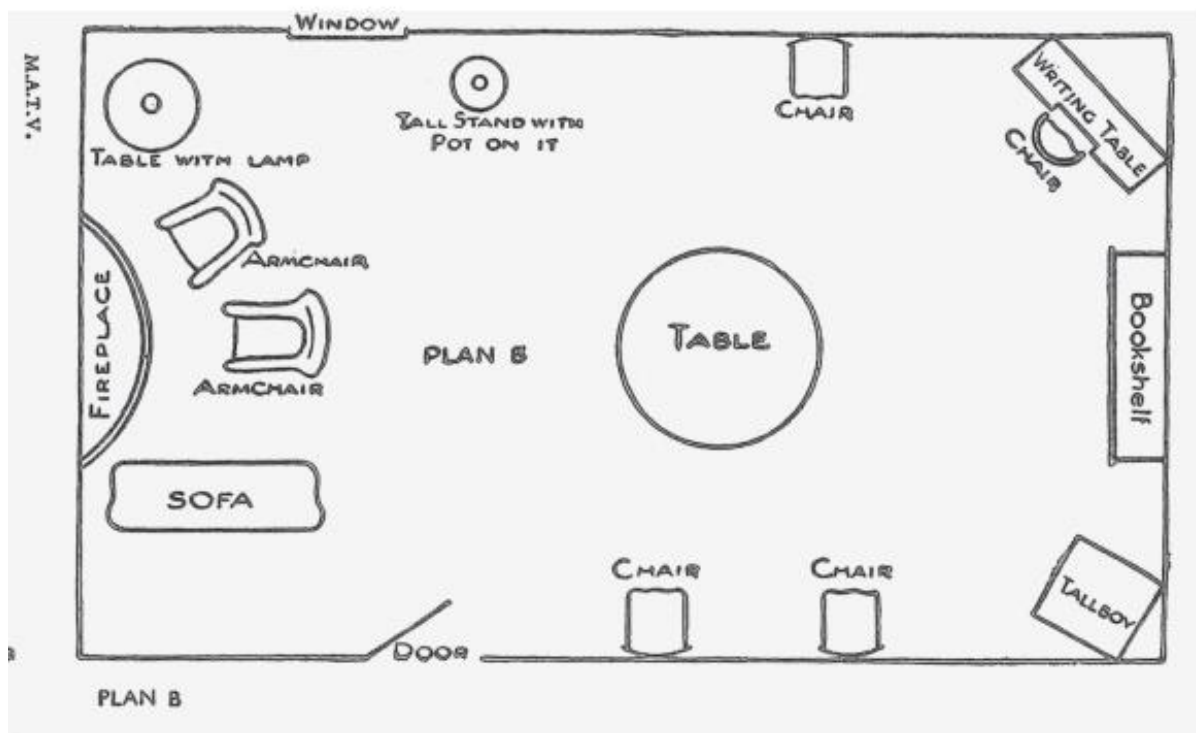 WINDOW
M.A.T.V.
TABLE WITH LAMP
TALL STAND WITH
POT ON IT
CHAIR
WRITING TABLE
CHAIR
ARMCHAIR
FIREPLACE
ARMCHAIR
PLAN B
TABLE
Bookshelf
SOFA
CHAIR
CHAIR
TALLBOY
DOOR
PLAN B